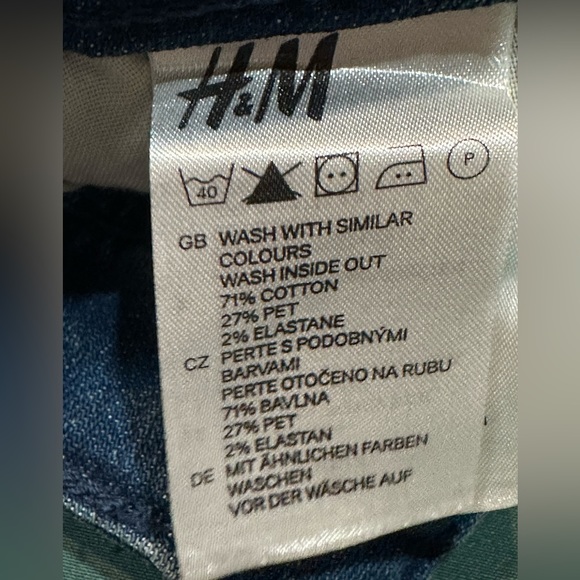 H&M
40
P
GB WASH WITH SIMILAR
COLOURS
WASH INSIDE OUT
71% COTTON
27% PET
2% ELASTANE
CZ PERTE S PODOBNÝMI
BARVAMI
PERTE OTOČENO NA RUBU
71% BAVLNA
27% PET
2% ELASTAN
DE MIT ÄHNLICHEN FARBEN
WASCHEN
VOR DER WÄSCHE AUF